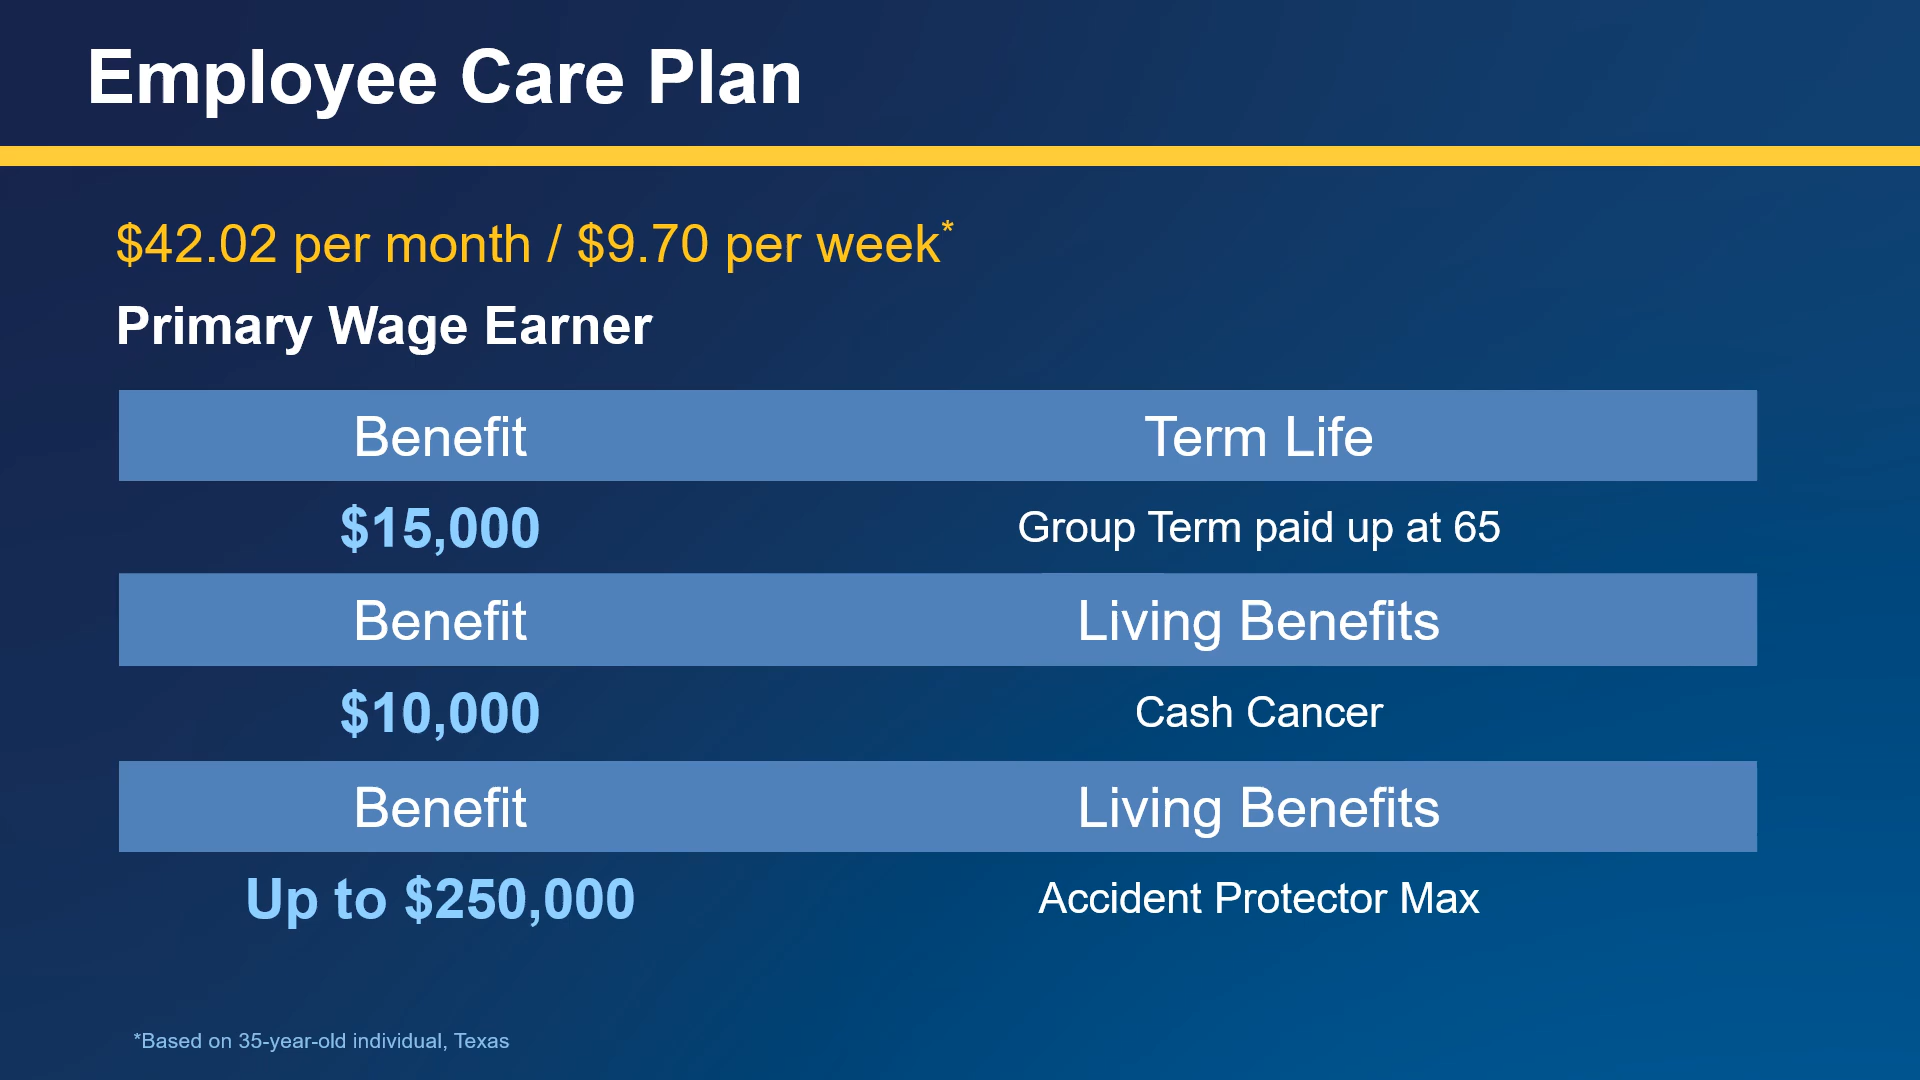 Employee Care Plan
$42.02 per month / $9.70 per week*
Primary Wage Earner
Benefit Term Life
$15,000 Group Term paid up at 65
Benefit Living Benefits
$10,000 Cash Cancer
Benefit Living Benefits
Up to $250,000 Accident Protector Max
*Based on 35-year-old individual, Texas